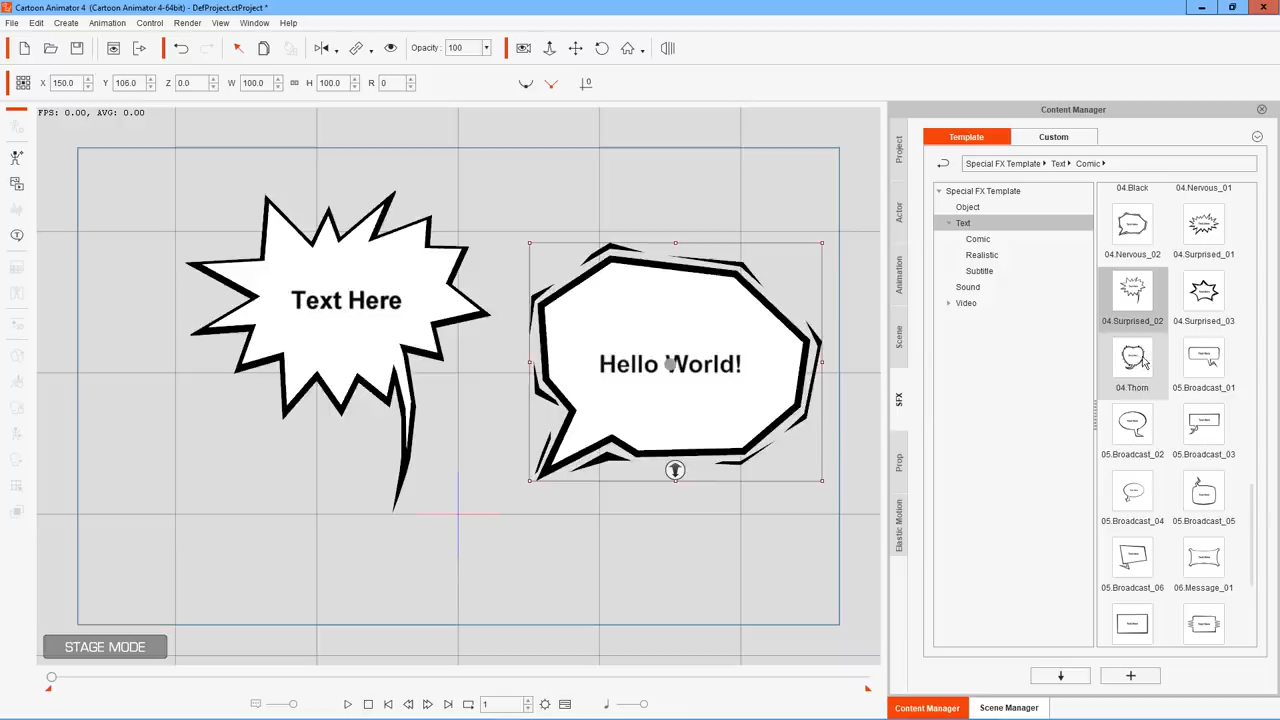 Cartoon Animator 4 (Cartoon Animator 4-64bit) - DefProject.ctProject *
File Edit Create Animation Control Render View Window Help
Opacity : 100
X 150.0 Y 106.0 Z 0.0 W 100.0 H 100.0 R 0
FPS: 0.00, AVG: 0.00
Text Here
Hello World!
STAGE MODE
1
Content Manager
Template Custom
Special FX Template Text Comic
Project
Actor
Animation
Scene
SFX
Prop
Elastic Motion
Special FX Template
Object
Text
Comic
Realistic
Subtitle
Sound
Video
04.Black 04.Nervous_01
04.Nervous_02 04.Surprised_01
04.Surprised_02 04.Surprised_03
04.Thorn 05.Broadcast_01
05.Broadcast_02 05.Broadcast_03
05.Broadcast_04 05.Broadcast_05
05.Broadcast_06 06.Message_01
Content Manager Scene Manager